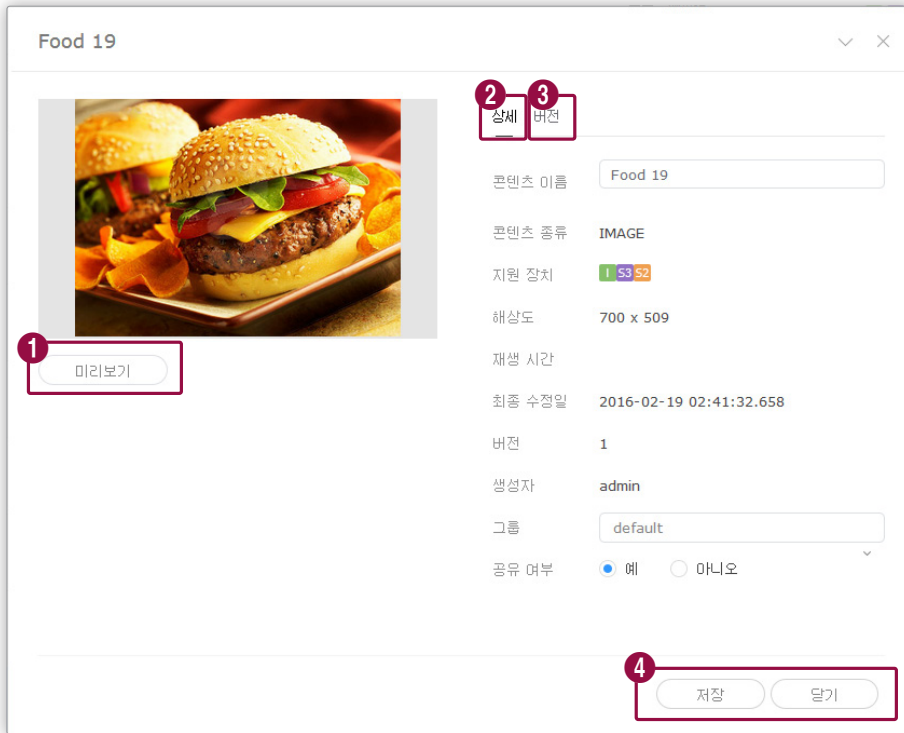 Food 19
2
3
상세 버전
콘텐츠 이름 Food 19
콘텐츠 종류 IMAGE
지원 장치 I S3 S2
해상도 700 x 509
1
미리보기
재생 시간
최종 수정일 2016-02-19 02:41:32.658
버전 1
생성자 admin
그룹 default
공유 여부 예 아니오
4
저장 닫기